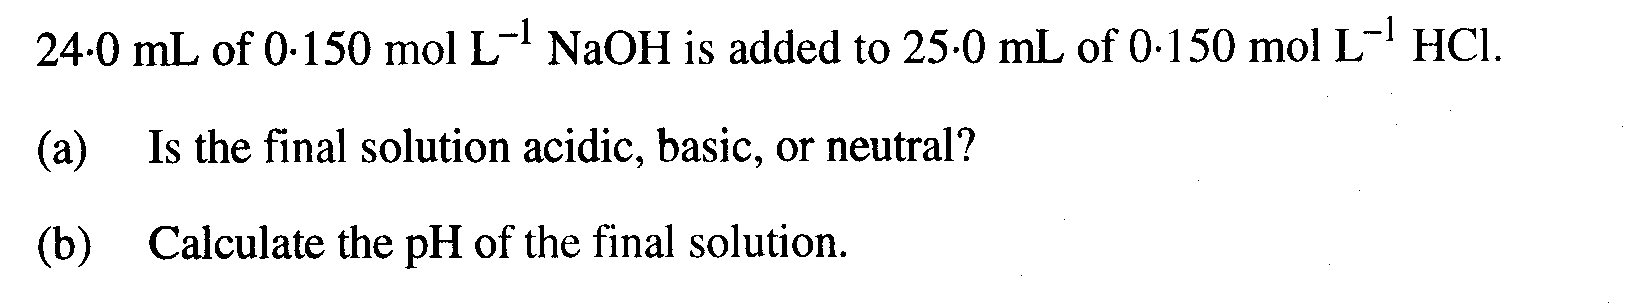 24·0 mL of 0·150 mol L⁻¹ NaOH is added to 25·0 mL of 0·150 mol L⁻¹ HCl.
(a) Is the final solution acidic, basic, or neutral?
(b) Calculate the pH of the final solution.